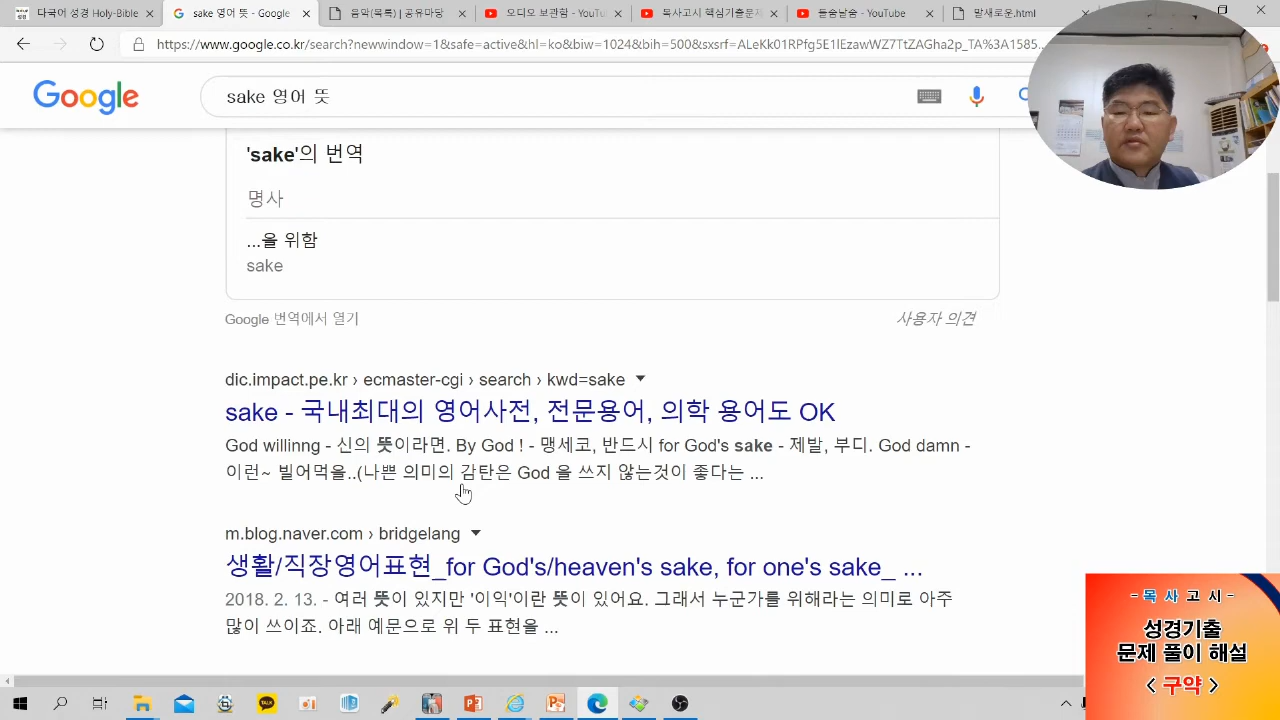 다국어 성경 Holy-Bible
sake 영어 뜻 - Google
음악(목록) | 공유마당
오디오 보관함 - YouTu
목사고시 핵심기출문제
들숨날숨 - YouTube
말새로운.html
https://www.google.co.kr/search?newwindow=1&safe=active&hl=ko&biw=1024&bih=500&sxsrf=ALeKk01RPfg5E1lEzawWZ7TtZAGha2p_TA%3A1585...
Google
sake 영어 뜻
'sake'의 번역
명사
...을 위함
sake
Google 번역에서 열기
사용자 의견
dic.impact.pe.kr › ecmaster-cgi › search › kwd=sake
sake - 국내최대의 영어사전, 전문용어, 의학 용어도 OK
God willinng - 신의 뜻이라면. By God ! - 맹세코, 반드시 for God's sake - 제발, 부디. God damn -
이런~ 빌어먹을..(나쁜 의미의 감탄은 God 을 쓰지 않는것이 좋다는 ...
m.blog.naver.com › bridgelang
생활/직장영어표현_for God's/heaven's sake, for one's sake_ ...
2018. 2. 13. - 여러 뜻이 있지만 '이익'이란 뜻이 있어요. 그래서 누군가를 위해라는 의미로 아주
많이 쓰이죠. 아래 예문으로 위 두 표현을 ...
- 목 사 고 시 -
성경기출
문제 풀이 해설
< 구약 >